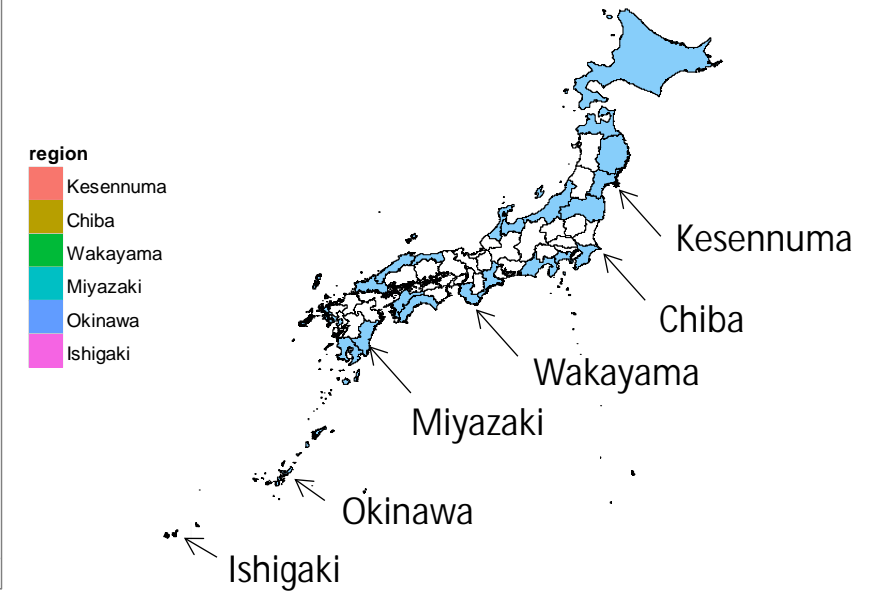 region
Kesennuma
Chiba
Wakayama
Miyazaki
Okinawa
Ishigaki
Kesennuma
Chiba
Wakayama
Miyazaki
Okinawa
Ishigaki